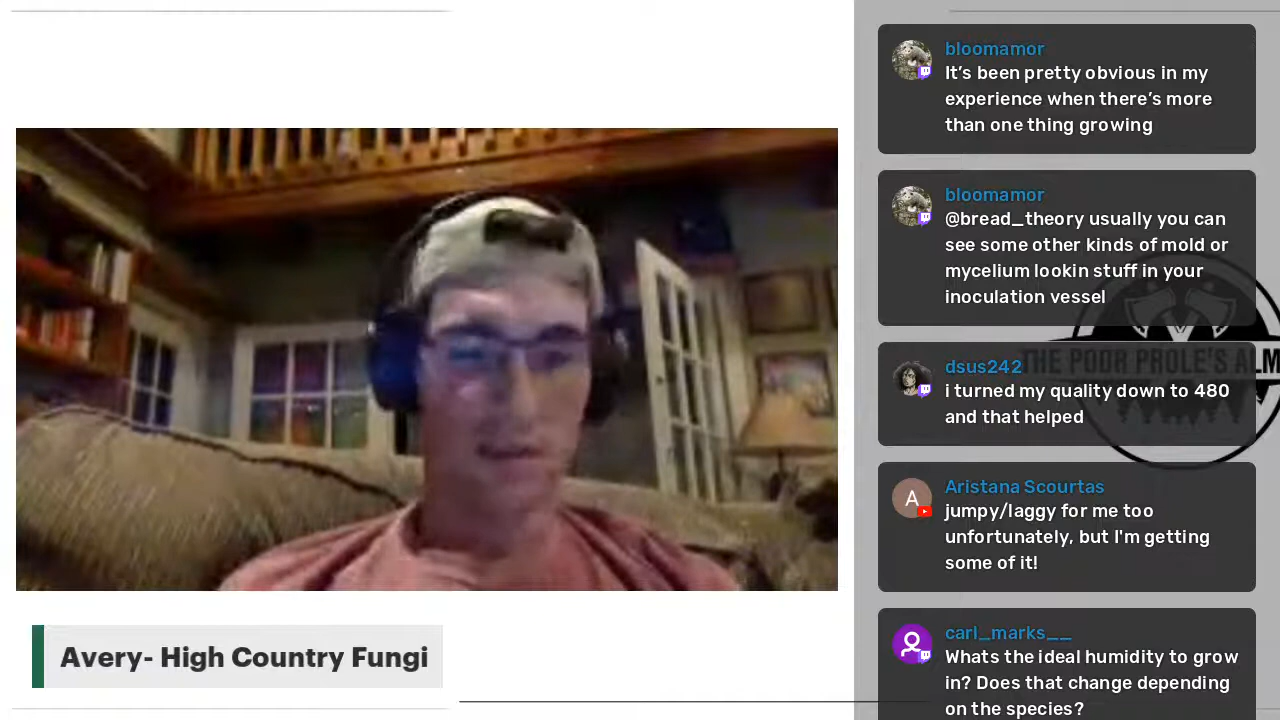 bloomamor
It’s been pretty obvious in my
experience when there’s more
than one thing growing
bloomamor
@bread_theory usually you can
see some other kinds of mold or
mycelium lookin stuff in your
inoculation vessel
THE POOR PROLE'S ALM
dsus242
i turned my quality down to 480
and that helped
A
Aristana Scourtas
jumpy/laggy for me too
unfortunately, but I'm getting
some of it!
carl_marks__
Whats the ideal humidity to grow
in? Does that change depending
on the species?
Avery- High Country Fungi